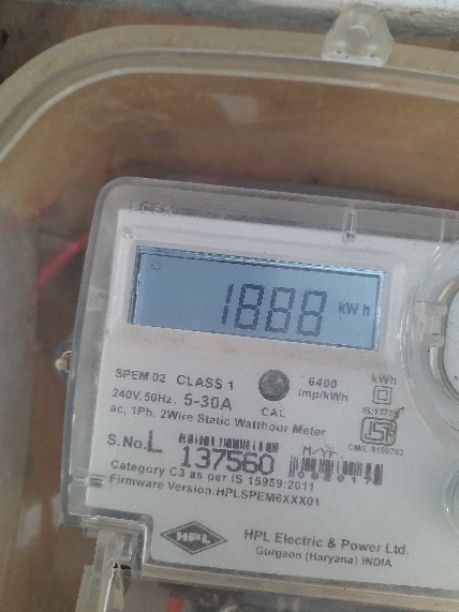 1888 kWh
SPEM 02 CLASS 1
6400 imp/kWh
kWh
240V, 50Hz, 5-30A
CAL
ac, 1Ph, 2Wire Static Watthour Meter
S.No.L 137560
M/Yr
Category C3 as per IS 15959:2011
Firmware Version:HPLSPEM6XXX01
HPL
HPL Electric & Power Ltd.
Gurgaon (Haryana) INDIA